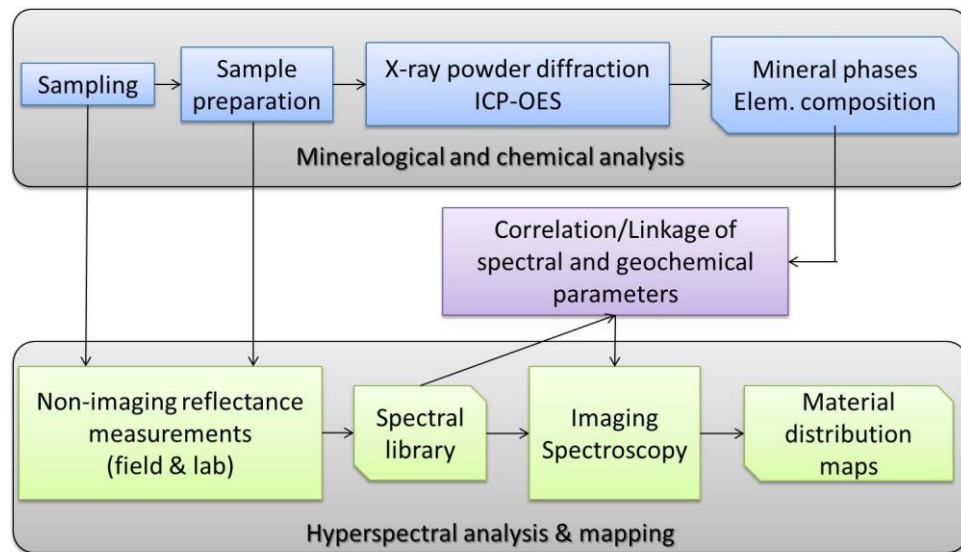 Sampling
Sample
preparation
X-ray powder diffraction
ICP-OES
Mineral phases
Elem. composition
Mineralogical and chemical analysis
Correlation/Linkage of
spectral and geochemical
parameters
Non-imaging reflectance
measurements
(field & lab)
Spectral
library
Imaging
Spectroscopy
Material
distribution
maps
Hyperspectral analysis & mapping